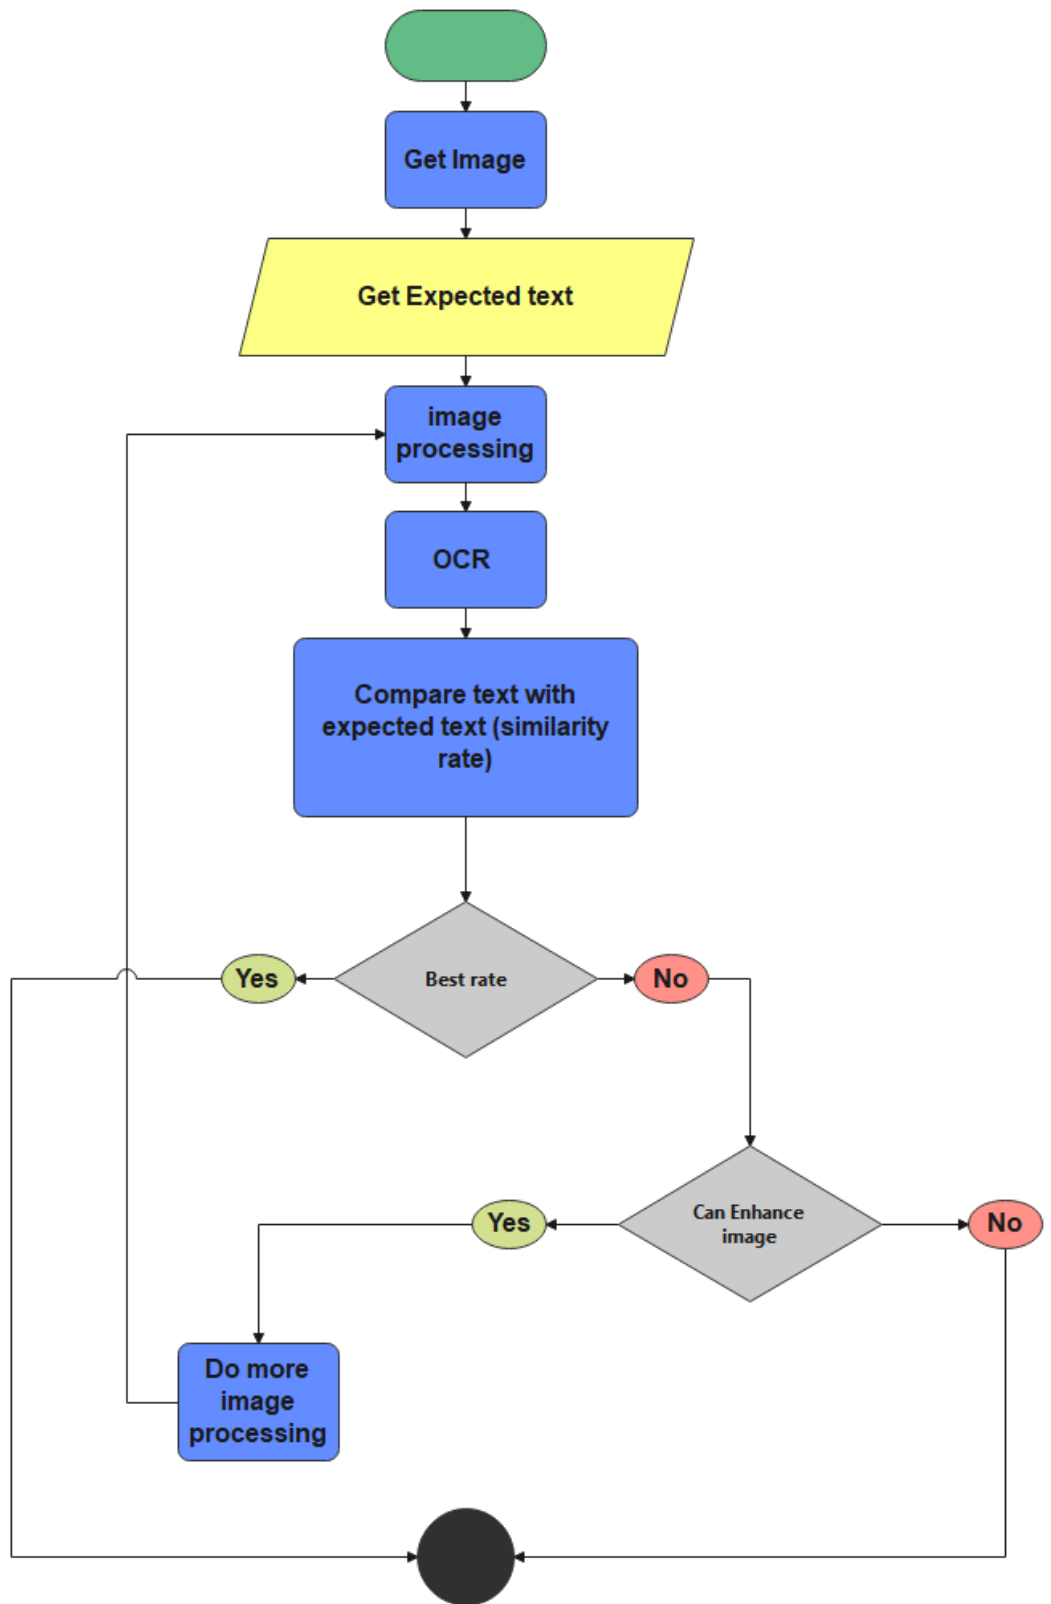 Get Image
Get Expected text
image
processing
OCR
Compare text with
expected text (similarity
rate)
Yes
Best rate
No
Yes
Can Enhance
image
No
Do more
image
processing